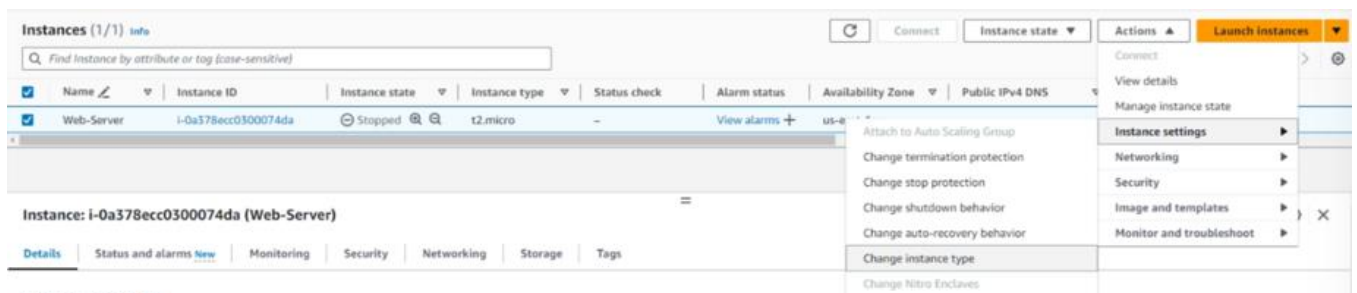 Instances (1/1) Info
Connect Instance state Actions Launch instances
Find Instance by attribute or tag (case-sensitive)
Name Instance ID Instance state Instance type Status check Alarm status Availability Zone Public IPv4 DNS
Web-Server i-0a378ecc0300074da Stopped t2.micro – View alarms +
Connect
View details
Manage instance state
Instance settings
Networking
Security
Image and templates
Monitor and troubleshoot
Attach to Auto Scaling Group
Change termination protection
Change stop protection
Change shutdown behavior
Change auto-recovery behavior
Change instance type
Change Nitro Enclaves
Instance: i-0a378ecc0300074da (Web-Server)
Details Status and alarms New Monitoring Security Networking Storage Tags